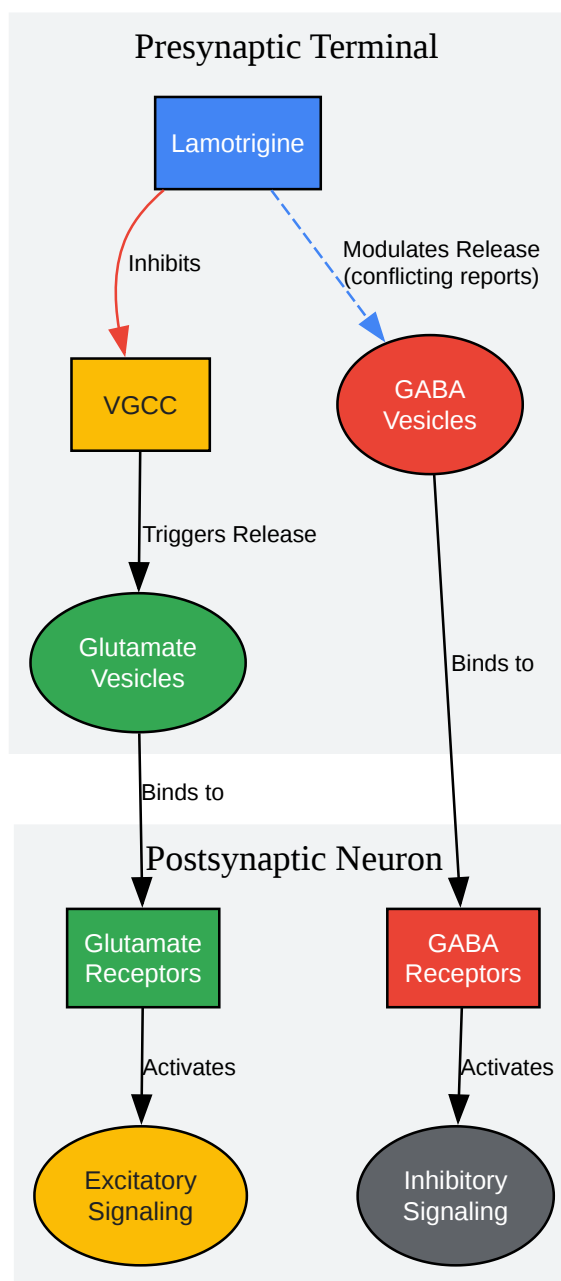 Presynaptic Terminal
Lamotrigine
Inhibits
Modulates Release
(conflicting reports)
VGCC
GABA
Vesicles
Triggers Release
Glutamate
Vesicles
Binds to
Binds to
Postsynaptic Neuron
Glutamate
Receptors
GABA
Receptors
Activates
Activates
Excitatory
Signaling
Inhibitory
Signaling